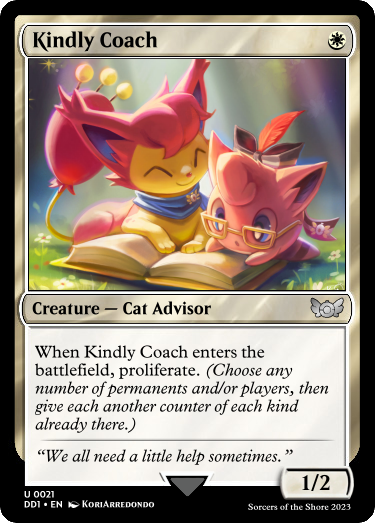 Kindly Coach
Creature — Cat Advisor
When Kindly Coach enters the
battlefield, proliferate. (Choose any
number of permanents and/or players, then
give each another counter of each kind
already there.)
“We all need a little help sometimes.”
1/2
U 0021
DD1 • EN KoriArredondo
Sorcers of the Shore 2023